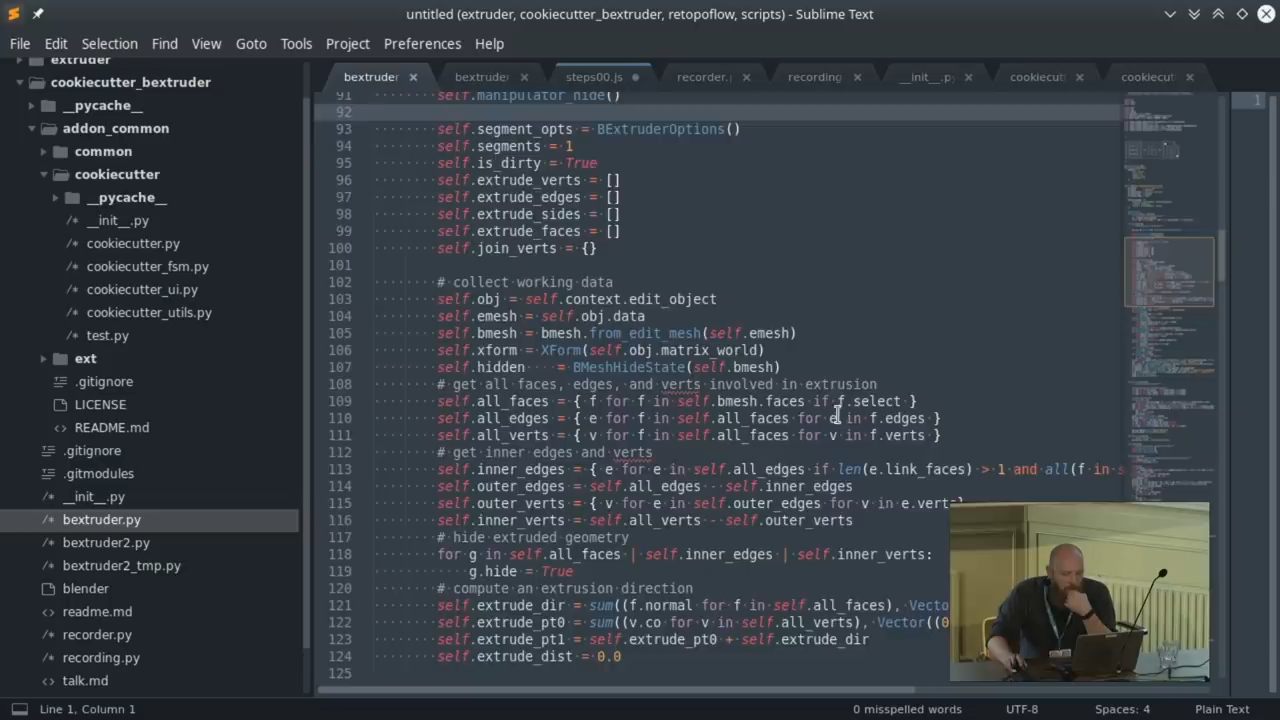 untitled (extruder, cookiecutter_bextruder, retopoflow, scripts) - Sublime Text
File Edit Selection Find View Goto Tools Project Preferences Help
extruder
cookiecutter_bextruder
__pycache__
addon_common
common
cookiecutter
__pycache__
__init__.py
cookiecutter.py
cookiecutter_fsm.py
cookiecutter_ui.py
cookiecutter_utils.py
test.py
ext
.gitignore
LICENSE
README.md
.gitignore
.gitmodules
__init__.py
bextruder.py
bextruder2.py
bextruder2_tmp.py
blender
readme.md
recorder.py
recording.py
talk.md
bextruder bextruder steps00.js recorder. recording __init__.py cookiecut cookiecut
91 self.manipulator_hide()
92
93 self.segment_opts = BExtruderOptions()
94 self.segments = 1
95 self.is_dirty = True
96 self.extrude_verts = []
97 self.extrude_edges = []
98 self.extrude_sides = []
99 self.extrude_faces = []
100 self.join_verts = {}
101
102 # collect working data
103 self.obj = self.context.edit_object
104 self.emesh = self.obj.data
105 self.bmesh = bmesh.from_edit_mesh(self.emesh)
106 self.xform = XForm(self.obj.matrix_world)
107 self.hidden = BMeshHideState(self.bmesh)
108 # get all faces, edges, and verts involved in extrusion
109 self.all_faces = { f for f in self.bmesh.faces if f.select }
110 self.all_edges = { e for f in self.all_faces for e in f.edges }
111 self.all_verts = { v for f in self.all_faces for v in f.verts }
112 # get inner edges and verts
113 self.inner_edges = { e for e in self.all_edges if len(e.link_faces) > 1 and all(f in s
114 self.outer_edges = self.all_edges - self.inner_edges
115 self.outer_verts = { v for e in self.outer_edges for v in e.verts}
116 self.inner_verts = self.all_verts - self.outer_verts
117 # hide extruded geometry
118 for g in self.all_faces | self.inner_edges | self.inner_verts:
119 g.hide = True
120 # compute an extrusion direction
121 self.extrude_dir = sum((f.normal for f in self.all_faces), Vecto
122 self.extrude_pt0 = sum((v.co for v in self.all_verts), Vector((0
123 self.extrude_pt1 = self.extrude_pt0 + self.extrude_dir
124 self.extrude_dist = 0.0
125
1
Line 1, Column 1
0 misspelled words UTF-8 Spaces: 4 Plain Text